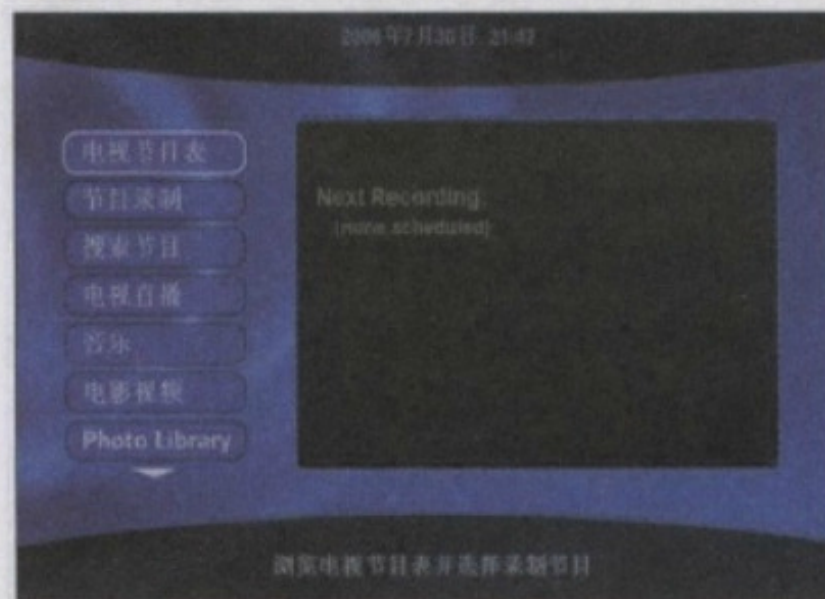 2006年7月30日 21:47
电视节目表
节目录制
搜索节目
电视直播
音乐
电影视频
Photo Library
Next Recording:
(none scheduled)
浏览电视节目表并选择录制节目